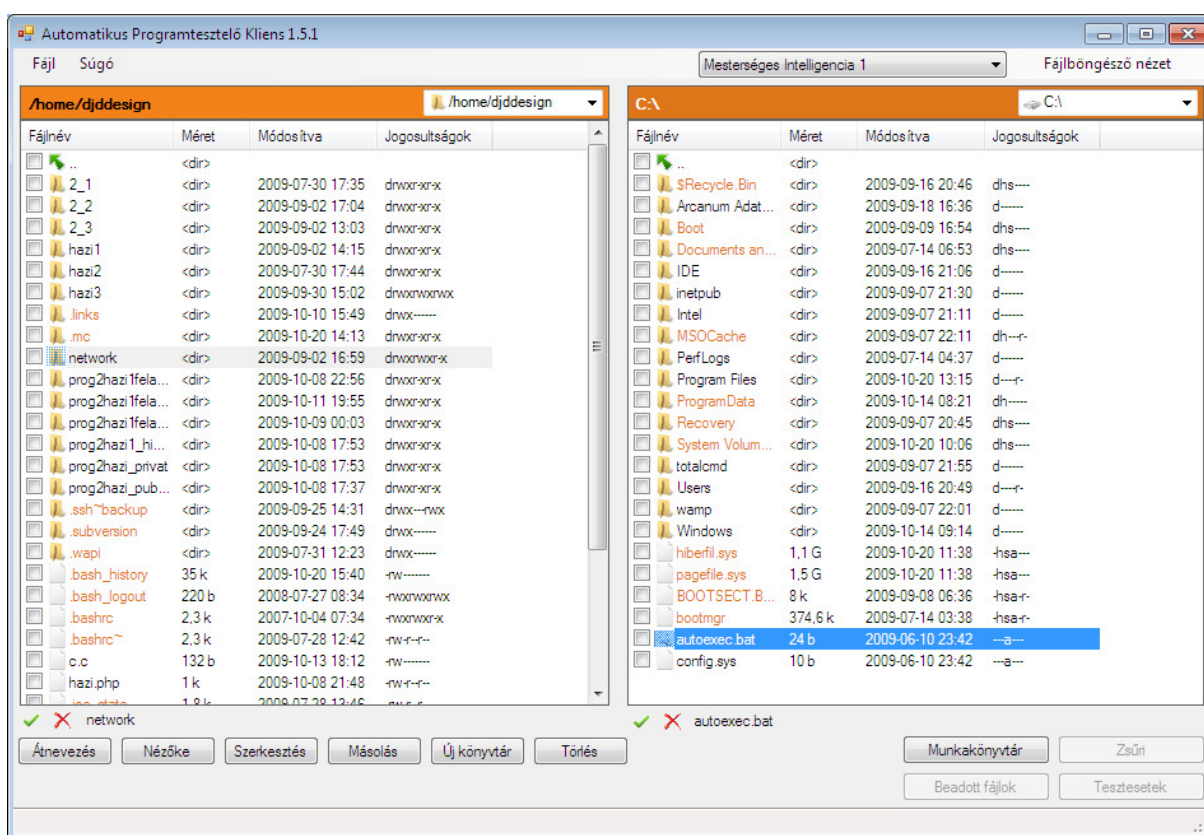 Automatikus Programtesztelő Kliens 1.5.1
Fájl Súgó Mesterséges Intelligencia 1 Fájlböngésző nézet
/home/djddesign /home/djddesign
Fájlnév Méret Módosítva Jogosultságok
.. <dir>
2_1 <dir> 2009-07-30 17:35 drwxr-xr-x
2_2 <dir> 2009-09-02 17:04 drwxr-xr-x
2_3 <dir> 2009-09-02 13:03 drwxr-xr-x
hazi1 <dir> 2009-09-02 14:15 drwxr-xr-x
hazi2 <dir> 2009-07-30 17:44 drwxr-xr-x
hazi3 <dir> 2009-09-30 15:02 drwxrwxrwx
.links <dir> 2009-10-10 15:49 drwx------
.mc <dir> 2009-10-20 14:13 drwxr-xr-x
network <dir> 2009-09-02 16:59 drwxrwxr-x
prog2hazi1fela... <dir> 2009-10-08 22:56 drwxr-xr-x
prog2hazi1fela... <dir> 2009-10-11 19:55 drwxr-xr-x
prog2hazi1fela... <dir> 2009-10-09 00:03 drwxr-xr-x
prog2hazi1_hi... <dir> 2009-10-08 17:53 drwxr-xr-x
prog2hazi_privat <dir> 2009-10-08 17:53 drwxr-xr-x
prog2hazi_pub... <dir> 2009-10-08 17:37 drwxr-xr-x
.ssh~backup <dir> 2009-09-25 14:31 drwx---rwx
.subversion <dir> 2009-09-24 17:49 drwx------
.wapi <dir> 2009-07-31 12:23 drwx------
.bash_history 35 k 2009-10-20 15:40 -rw-------
.bash_logout 220 b 2008-07-27 08:34 -rwxrwxrwx
.bashrc 2,3 k 2007-10-04 07:34 -rwxrwxr-x
.bashrc~ 2,3 k 2009-07-28 12:42 -rw-r--r--
c.c 132 b 2009-10-13 18:12 -rw-------
hazi.php 1 k 2009-10-08 21:48 -rw-r--r--
.joe_state 1,8 k 2009-07-28 13:46 -rw-r--r--
network
C:\ C:\
Fájlnév Méret Módosítva Jogosultságok
.. <dir>
$Recycle.Bin <dir> 2009-09-16 20:46 dhs----
Arcanum Adat... <dir> 2009-09-18 16:36 d------
Boot <dir> 2009-09-09 16:54 dhs----
Documents an... <dir> 2009-07-14 06:53 dhs----
IDE <dir> 2009-09-16 21:06 d------
inetpub <dir> 2009-09-07 21:30 d------
Intel <dir> 2009-09-07 21:11 d------
MSOCache <dir> 2009-09-07 22:11 dh---r-
PerfLogs <dir> 2009-07-14 04:37 d------
Program Files <dir> 2009-10-20 13:15 d----r-
ProgramData <dir> 2009-10-14 08:21 dh-----
Recovery <dir> 2009-09-07 20:45 dhs----
System Volum... <dir> 2009-10-20 10:06 dhs----
totalcmd <dir> 2009-09-07 21:55 d------
Users <dir> 2009-09-16 20:49 d----r-
wamp <dir> 2009-09-07 22:01 d------
Windows <dir> 2009-10-14 09:14 d------
hiberfil.sys 1,1 G 2009-10-20 11:38 -hsa---
pagefile.sys 1,5 G 2009-10-20 11:38 -hsa---
BOOTSECT.B... 8 k 2009-09-08 06:36 -hsa-r-
bootmgr 374,6 k 2009-07-14 03:38 -hsa-r-
autoexec.bat 24 b 2009-06-10 23:42 ---a---
config.sys 10 b 2009-06-10 23:42 ---a---
autoexec.bat
Átnevezés Nézőke Szerkesztés Másolás Új könyvtár Törlés
Munkakönyvtár Zsűri
Beadott fájlok Tesztesetek